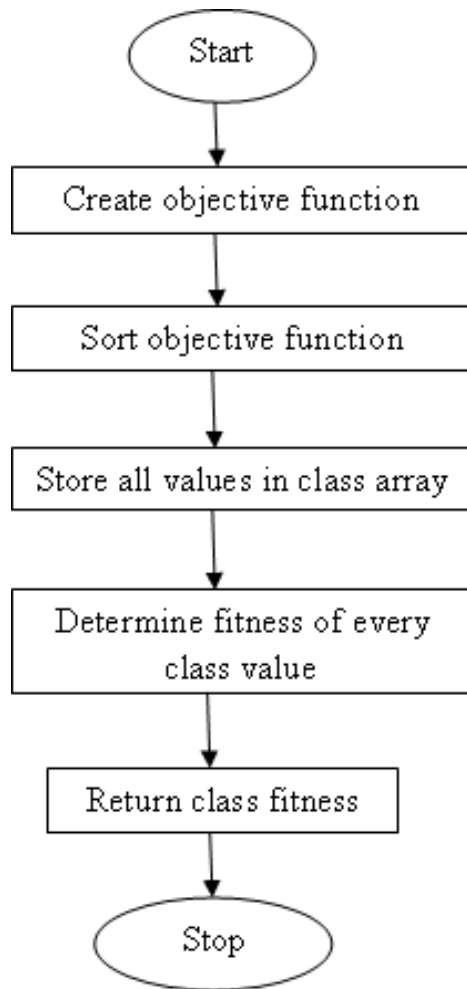 Start
Create objective function
Sort objective function
Store all values in class array
Determine fitness of every
class value
Return class fitness
Stop